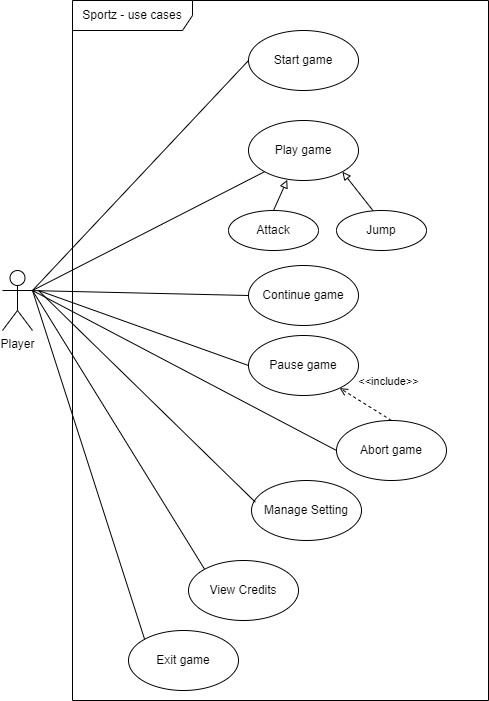 Sportz - use cases
Start game
Play game
Attack
Jump
Continue game
Player
Pause game
<<include>>
Abort game
Manage Setting
View Credits
Exit game